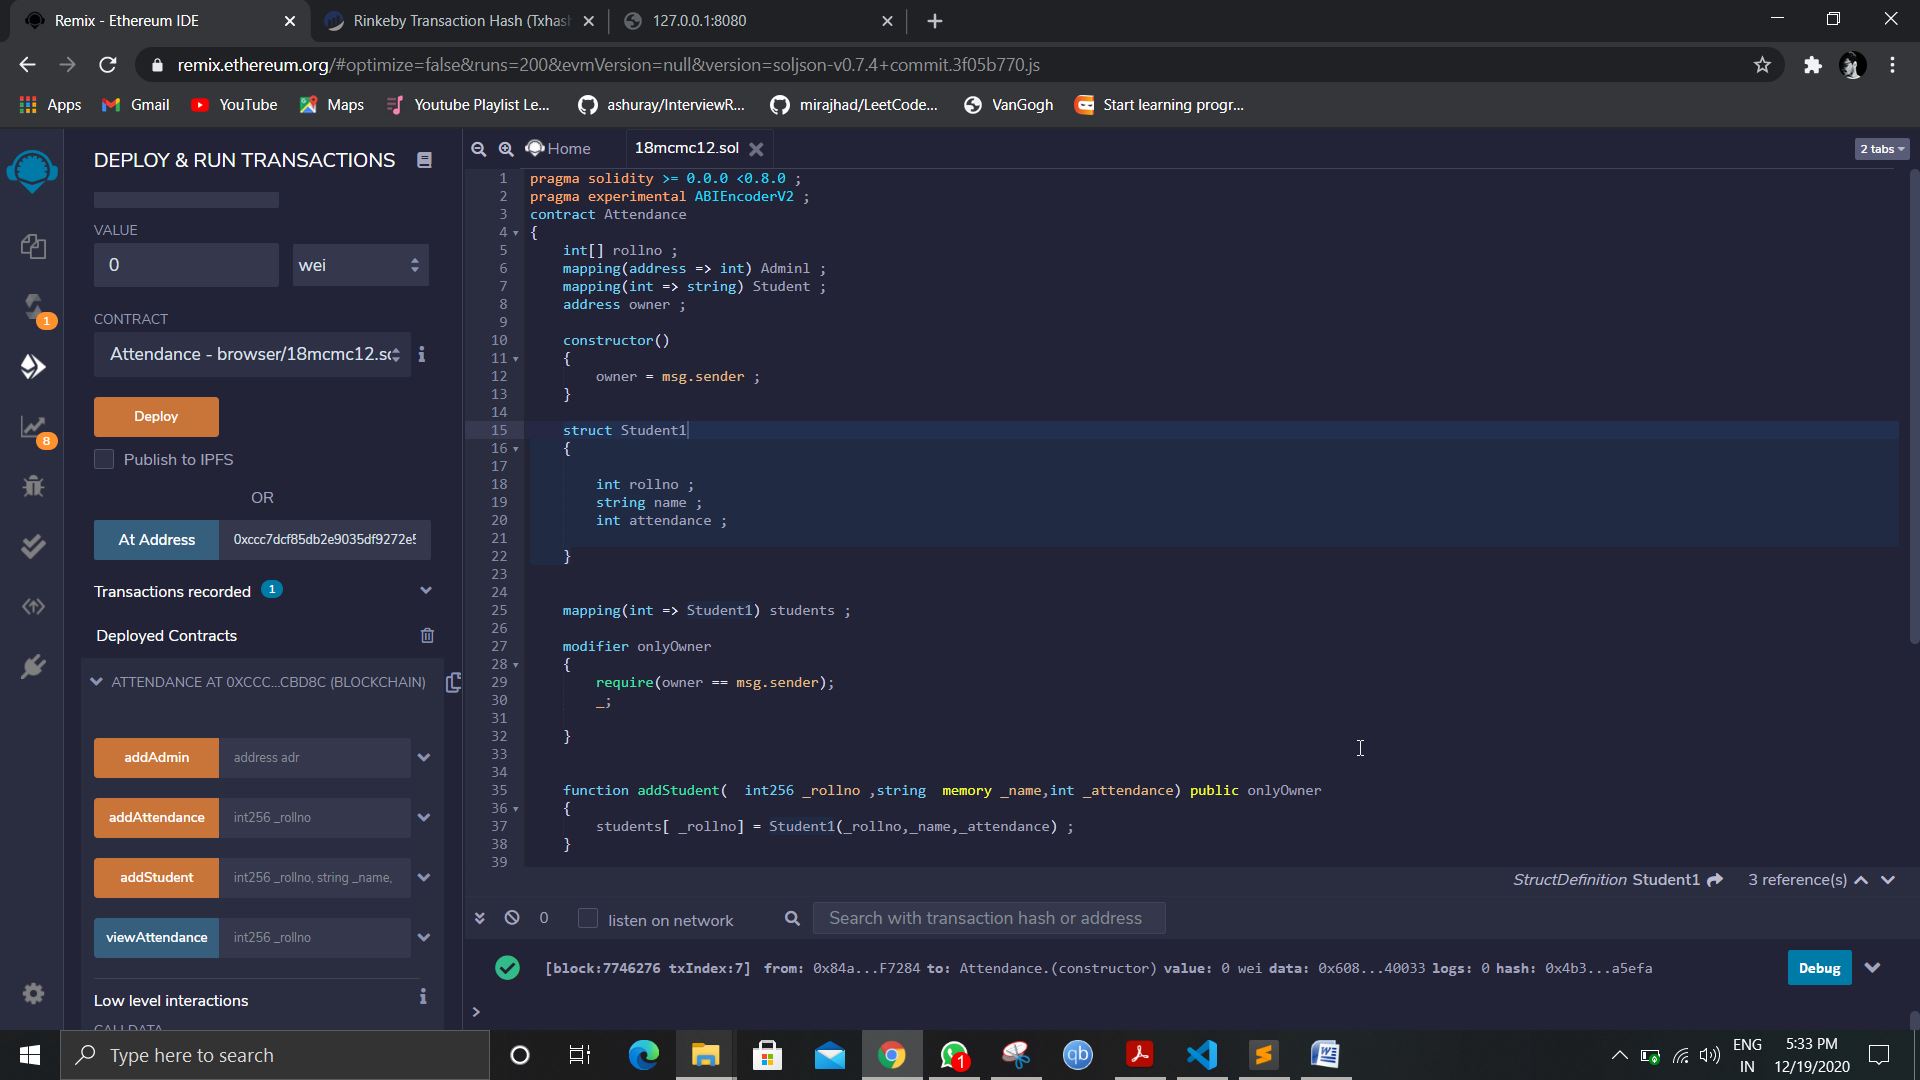 Remix - Ethereum IDE
Rinkeby Transaction Hash (Txhas
127.0.0.1:8080
remix.ethereum.org/#optimize=false&runs=200&evmVersion=null&version=soljson-v0.7.4+commit.3f05b770.js
Apps
Gmail
YouTube
Maps
Youtube Playlist Le...
ashuray/InterviewR...
mirajhad/LeetCode...
VanGogh
Start learning progr...
DEPLOY & RUN TRANSACTIONS
VALUE
0
wei
CONTRACT
Attendance - browser/18mcmc12.sc
Deploy
Publish to IPFS
OR
At Address
0xccc7dcf85db2e9035df9272e5
Transactions recorded 1
Deployed Contracts
ATTENDANCE AT 0XCCC...CBD8C (BLOCKCHAIN)
addAdmin address adr
addAttendance int256 _rollno
addStudent int256 _rollno, string _name,
viewAttendance int256 _rollno
Low level interactions
CALLDATA
1
8
Home
18mcmc12.sol
2 tabs
1 pragma solidity >= 0.0.0 <0.8.0 ;
2 pragma experimental ABIEncoderV2 ;
3 contract Attendance
4 {
5 int[] rollno ;
6 mapping(address => int) Adminl ;
7 mapping(int => string) Student ;
8 address owner ;
9
10 constructor()
11 {
12 owner = msg.sender ;
13 }
14
15 struct Student1
16 {
17
18 int rollno ;
19 string name ;
20 int attendance ;
21
22 }
23
24
25 mapping(int => Student1) students ;
26
27 modifier onlyOwner
28 {
29 require(owner == msg.sender);
30 _;
31
32 }
33
34
35 function addStudent( int256 _rollno ,string memory _name,int _attendance) public onlyOwner
36 {
37 students[ _rollno] = Student1(_rollno,_name,_attendance) ;
38 }
39
StructDefinition Student1 3 reference(s)
0
listen on network
Search with transaction hash or address
[block:7746276 txIndex:7] from: 0x84a...F7284 to: Attendance.(constructor) value: 0 wei data: 0x608...40033 logs: 0 hash: 0x4b3...a5efa
Debug
>
Type here to search
1
qb
ENG
IN
5:33 PM
12/19/2020